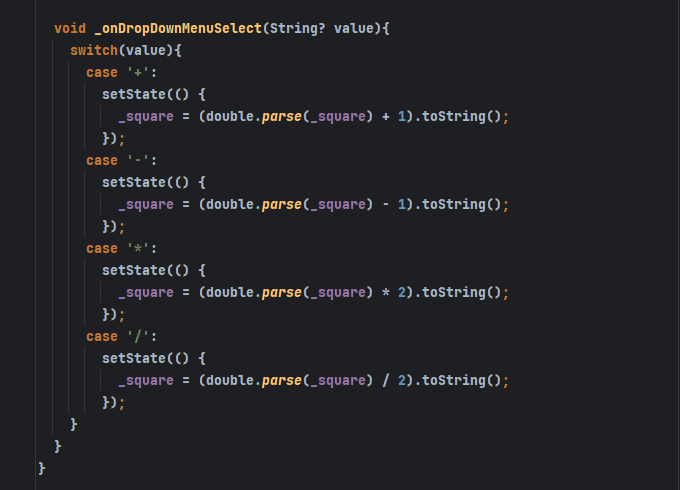 void _onDropDownMenuSelect(String? value){
switch(value){
case '+':
setState(() {
_square = (double.parse(_square) + 1).toString();
});
case '-':
setState(() {
_square = (double.parse(_square) - 1).toString();
});
case '*':
setState(() {
_square = (double.parse(_square) * 2).toString();
});
case '/':
setState(() {
_square = (double.parse(_square) / 2).toString();
});
}
}
}